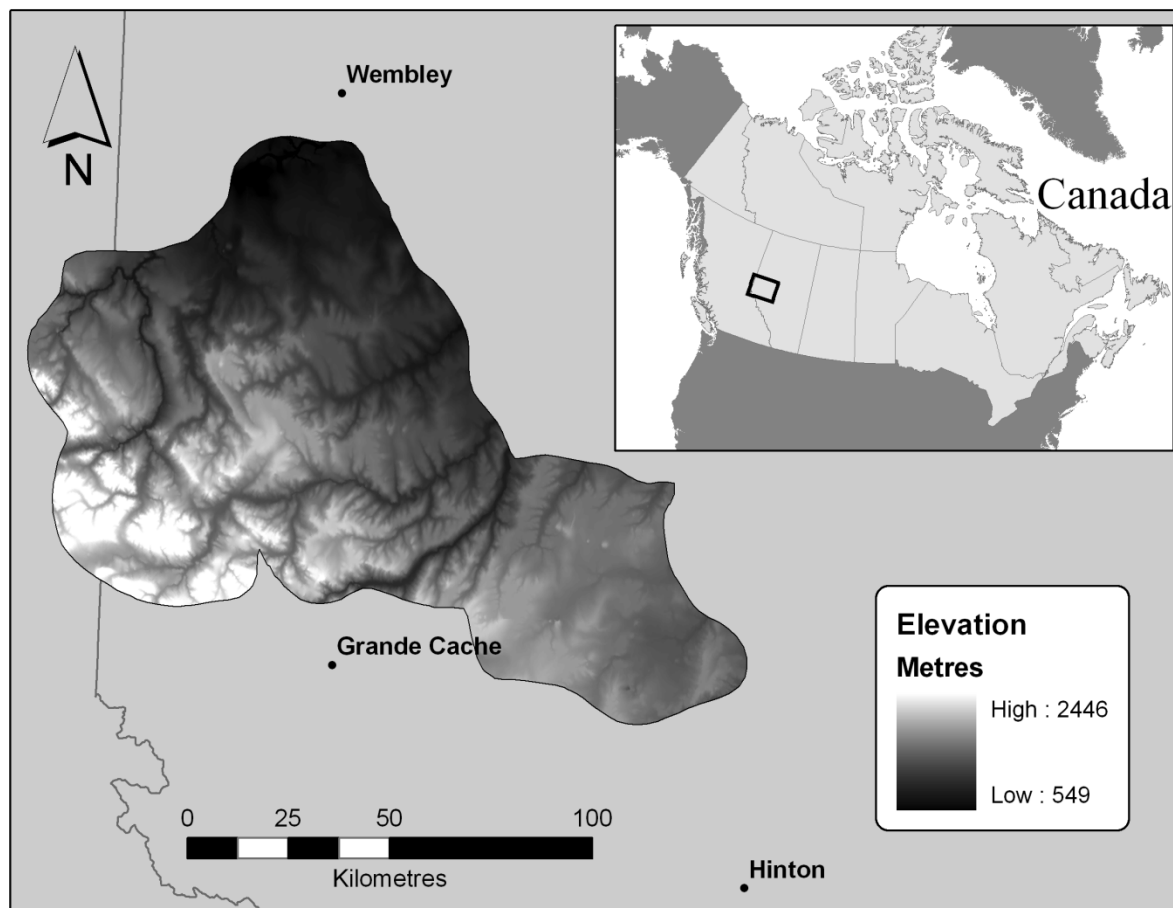 Wembley
N
Canada
Grande Cache
Elevation
Metres
High : 2446
Low : 549
0 25 50 100
Kilometres
Hinton